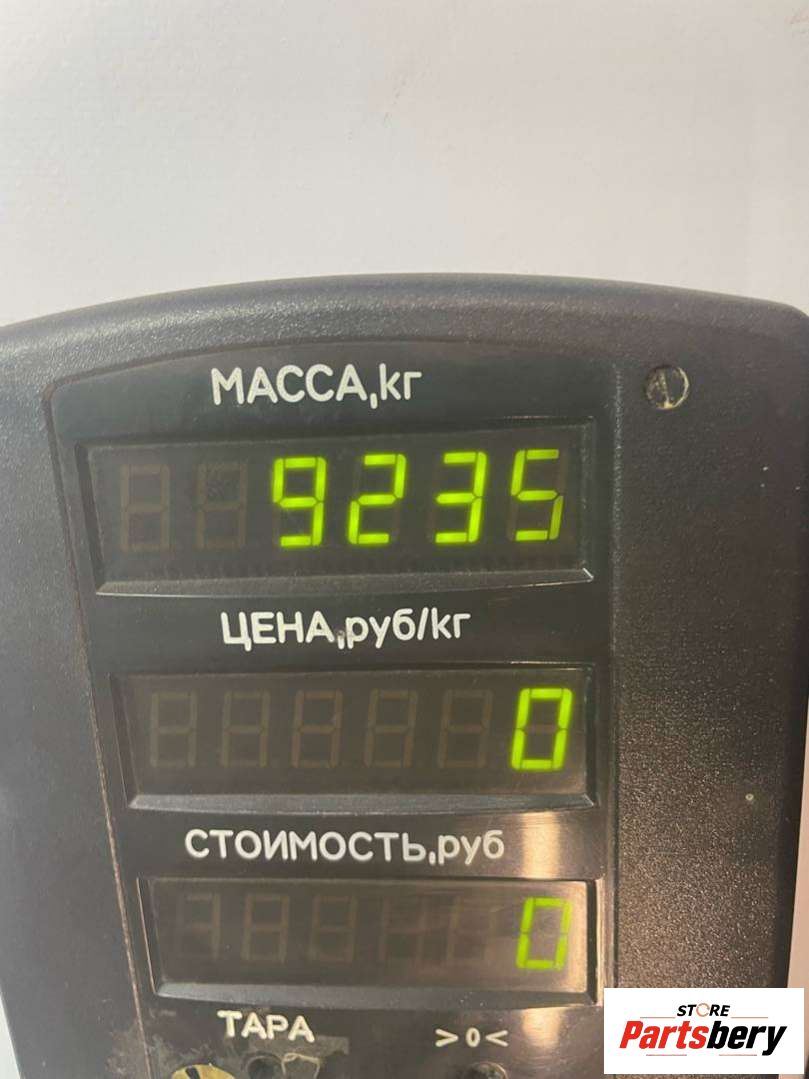 МАССА,кг
9235
ЦЕНА,руб/кг
0
СТОИМОСТЬ,руб
0
ТАРА >0<
STORE
Partsbery